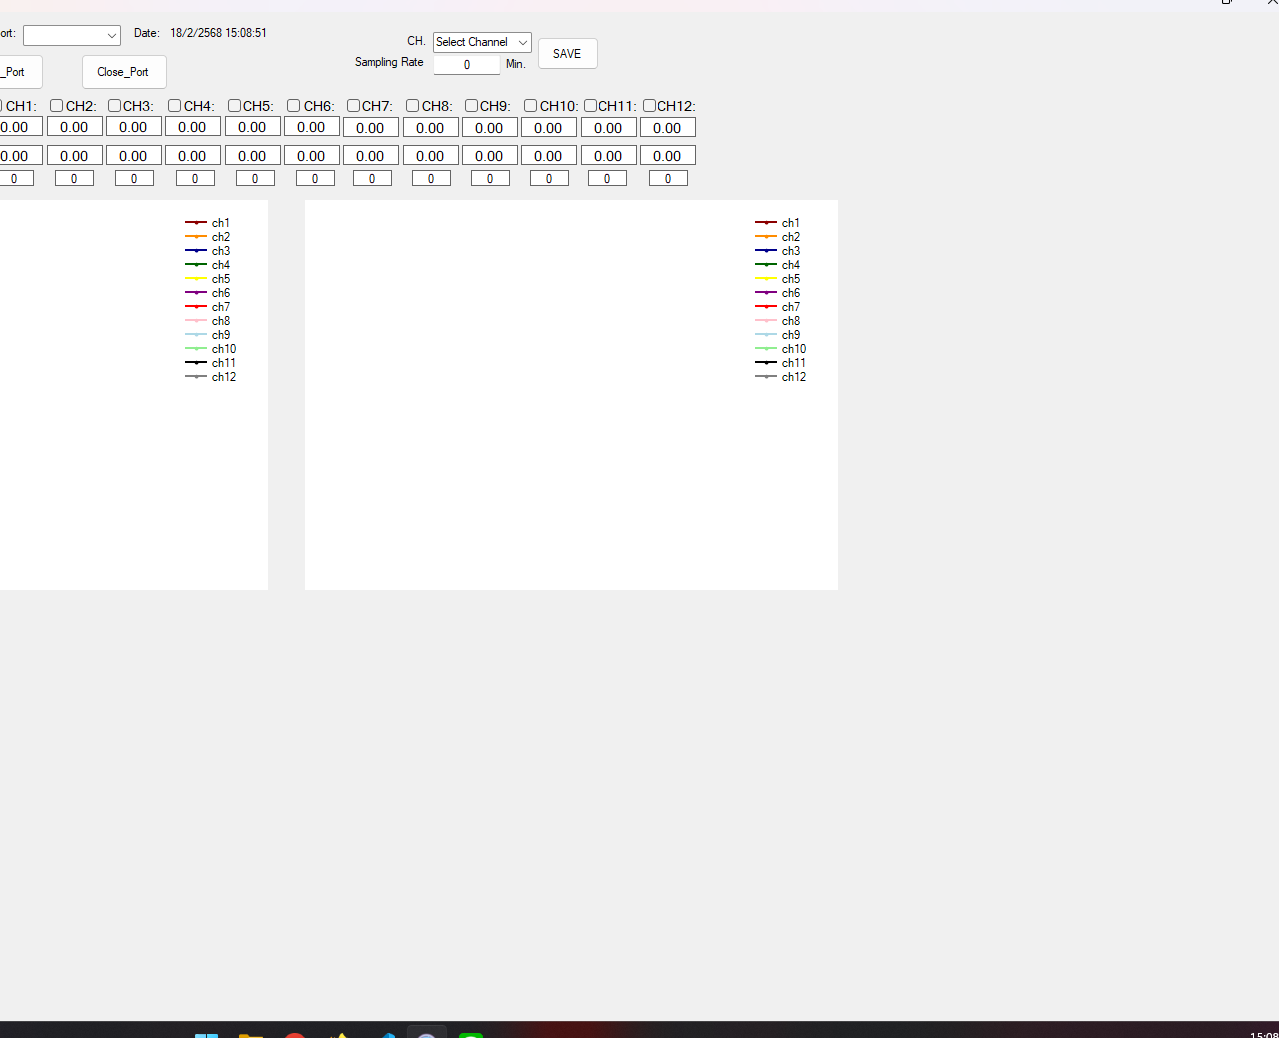 ort: Date: 18/2/2568 15:08:51
CH. Select Channel SAVE
Sampling Rate 0 Min.
_Port Close_Port
CH1: CH2: CH3: CH4: CH5: CH6: CH7: CH8: CH9: CH10: CH11: CH12:
0.00 0.00 0.00 0.00 0.00 0.00 0.00 0.00 0.00 0.00 0.00 0.00
0.00 0.00 0.00 0.00 0.00 0.00 0.00 0.00 0.00 0.00 0.00 0.00
0 0 0 0 0 0 0 0 0 0 0 0
ch1
ch2
ch3
ch4
ch5
ch6
ch7
ch8
ch9
ch10
ch11
ch12
ch1
ch2
ch3
ch4
ch5
ch6
ch7
ch8
ch9
ch10
ch11
ch12
15:08